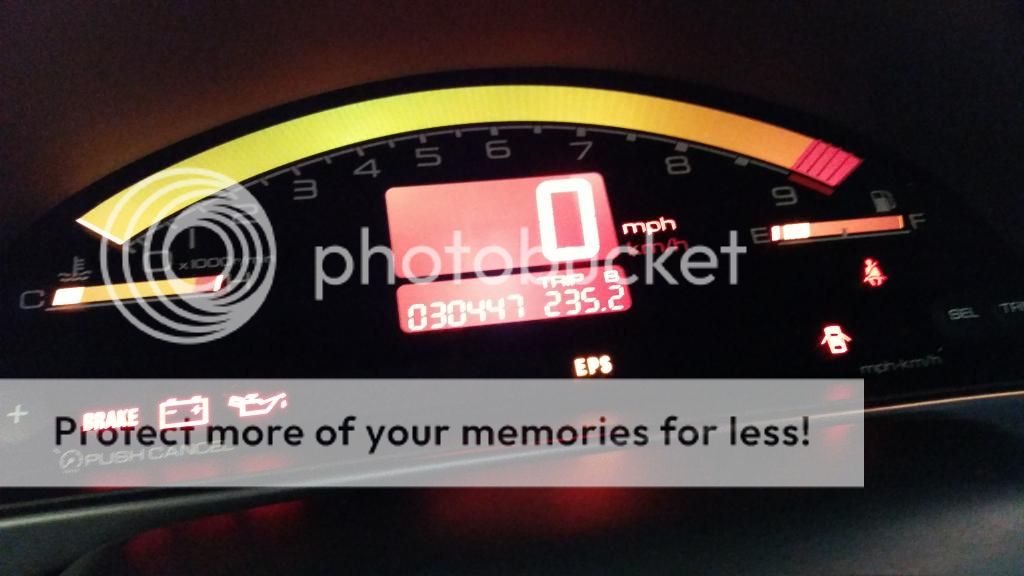 3 4 5 6 7 8 9
0 mph
km/h
photobucket
C
E F
TRIP B
030447 235.2
SEL
EPS
mph-km/h
+ BRAKE
Protect more of your memories for less!
PUSH CANCEL